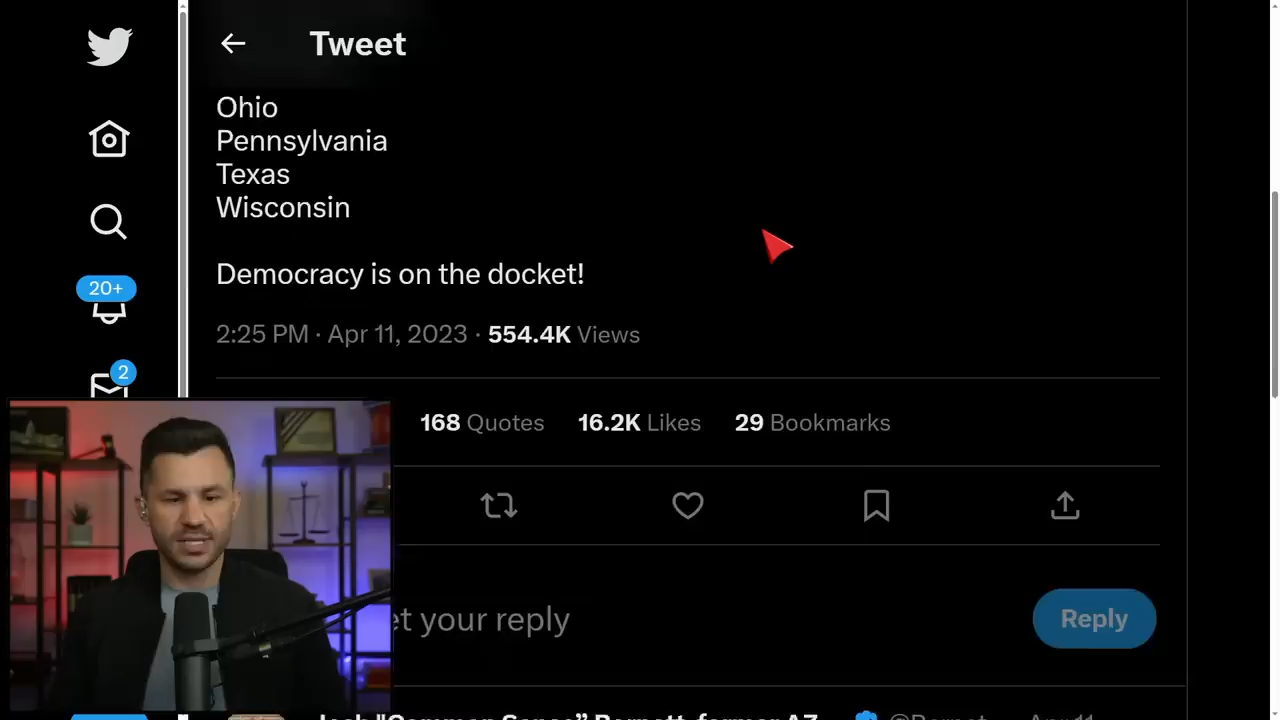 Tweet
Ohio
Pennsylvania
Texas
Wisconsin
Democracy is on the docket!
20+
2:25 PM · Apr 11, 2023 · 554.4K Views
2
168 Quotes 16.2K Likes 29 Bookmarks
et your reply
Reply